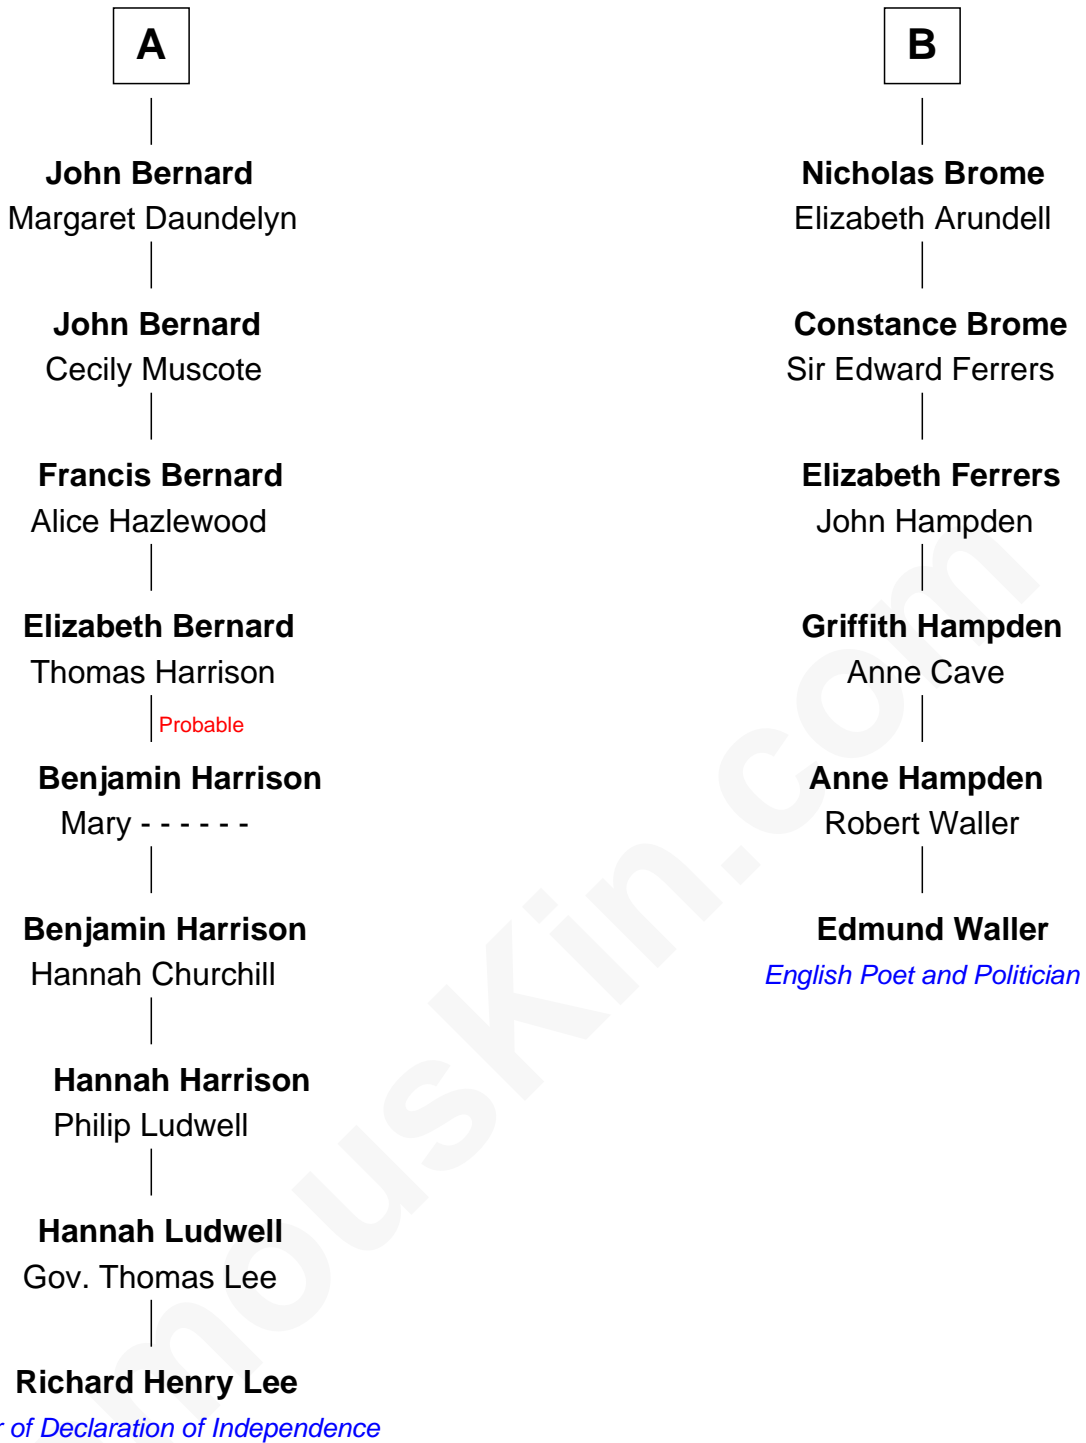 A
John Bernard
Margaret Daundelyn
John Bernard
Cecily Muscote
Francis Bernard
Alice Hazlewood
Elizabeth Bernard
Thomas Harrison
Probable
Benjamin Harrison
Mary - - - - - -
Benjamin Harrison
Hannah Churchill
Hannah Harrison
Philip Ludwell
Hannah Ludwell
Gov. Thomas Lee
Richard Henry Lee
r of Declaration of Independence
B
Nicholas Brome
Elizabeth Arundell
Constance Brome
Sir Edward Ferrers
Elizabeth Ferrers
John Hampden
Griffith Hampden
Anne Cave
Anne Hampden
Robert Waller
Edmund Waller
English Poet and Politician
mouskin.com